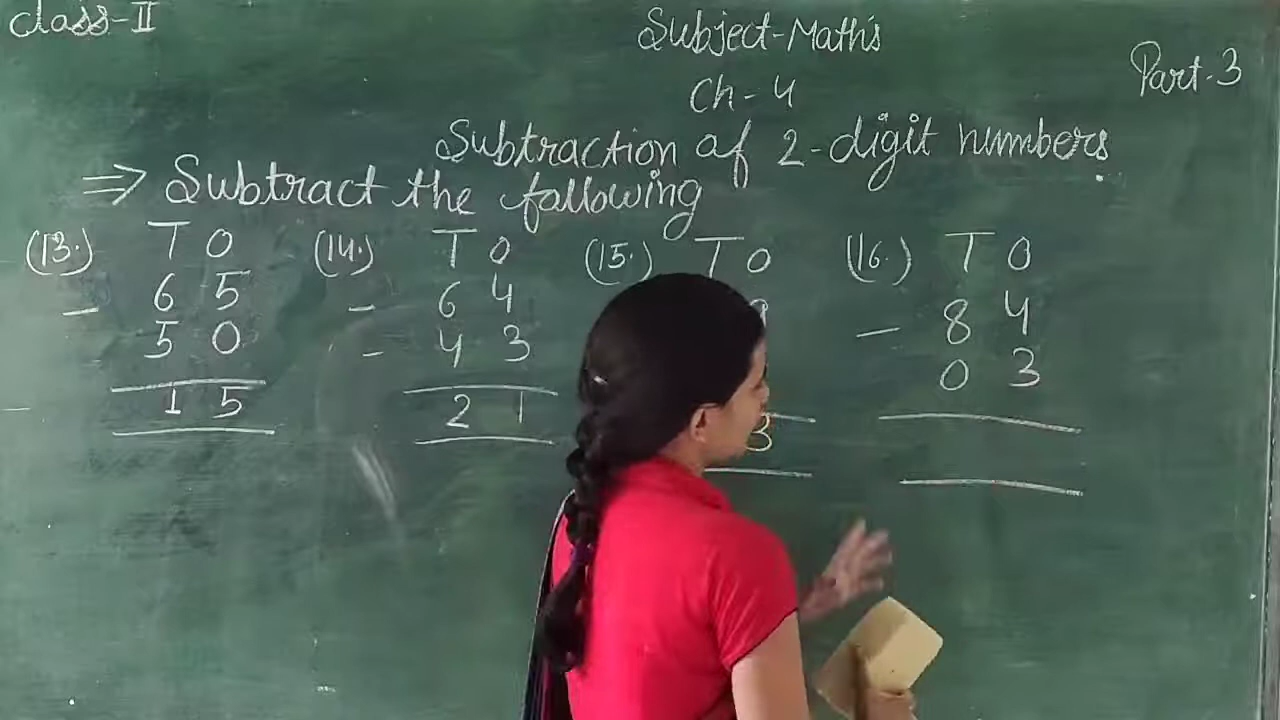 Class-II
Subject-Maths
Part-3
Ch-4
Subtraction of 2-digit numbers.
⇒ Subtract the following
(13.) T O (14.) T O (15.) T O (16.) T O
6 5 6 4 8 4
- - -
5 0 - 4 3 0 3
1 5 2 1 3